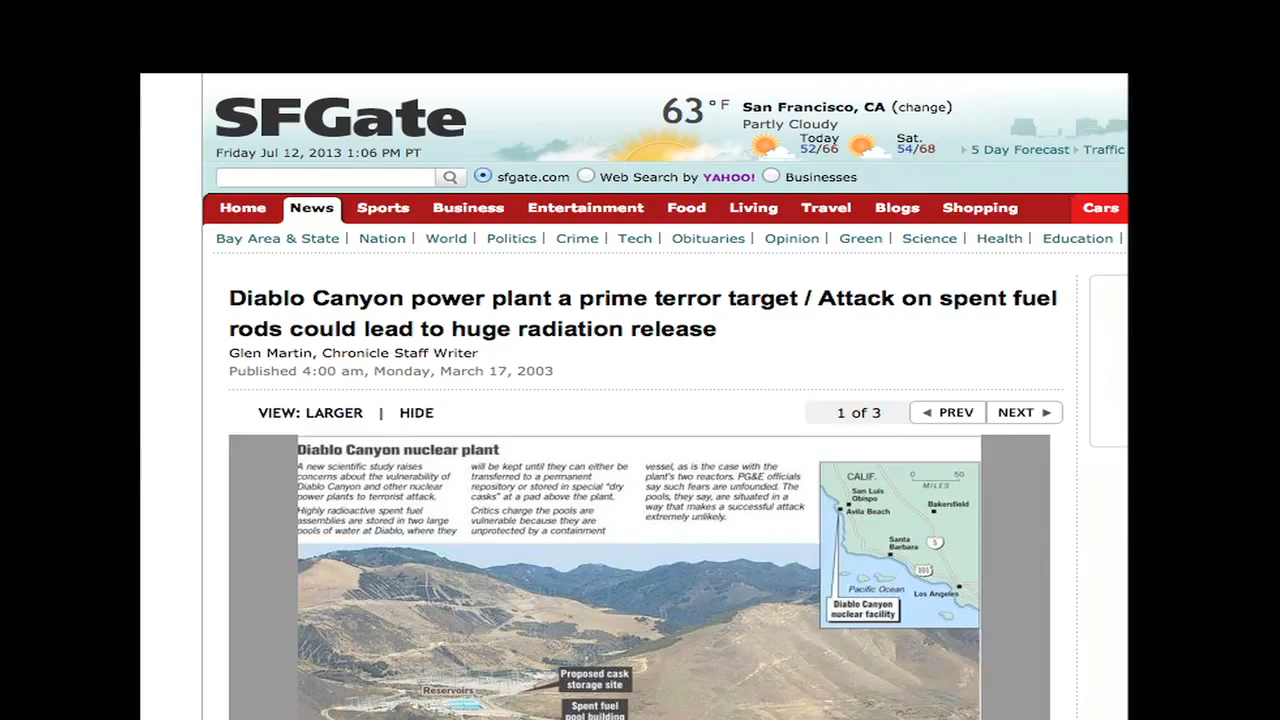 SFGate
Friday Jul 12, 2013 1:06 PM PT
63 °F
San Francisco, CA (change)
Partly Cloudy
Today
52/66
Sat.
54/68
5 Day Forecast
Traffic
sfgate.com
Web Search by YAHOO!
Businesses
Home News Sports Business Entertainment Food Living Travel Blogs Shopping Cars
Bay Area & State | Nation | World | Politics | Crime | Tech | Obituaries | Opinion | Green | Science | Health | Education |
Diablo Canyon power plant a prime terror target / Attack on spent fuel
rods could lead to huge radiation release
Glen Martin, Chronicle Staff Writer
Published 4:00 am, Monday, March 17, 2003
VIEW: LARGER | HIDE
1 of 3
PREV
NEXT
Diablo Canyon nuclear plant
A new scientific study raises
concerns about the vulnerability of
Diablo Canyon and other nuclear
power plants to terrorist attack.
Highly radioactive spent fuel
assemblies are stored in two large
pools of water at Diablo, where they
will be kept until they can either be
transferred to a permanent
repository or stored in special "dry
casks" at a pad above the plant.
Critics charge the pools are
vulnerable because they are
unprotected by a containment
vessel, as is the case with the
plant's two reactors. PG&E officials
say such fears are unfounded. The
pools, they say, are situated in a
way that makes a successful attack
extremely unlikely.
CALIF.
0 50
MILES
San Luis
Obispo
Avila Beach
Bakersfield
Santa
Barbara
5
101
Pacific Ocean
Los Angeles
Diablo Canyon
nuclear facility
Proposed cask
storage site
Reservoirs
Spent fuel
pool building